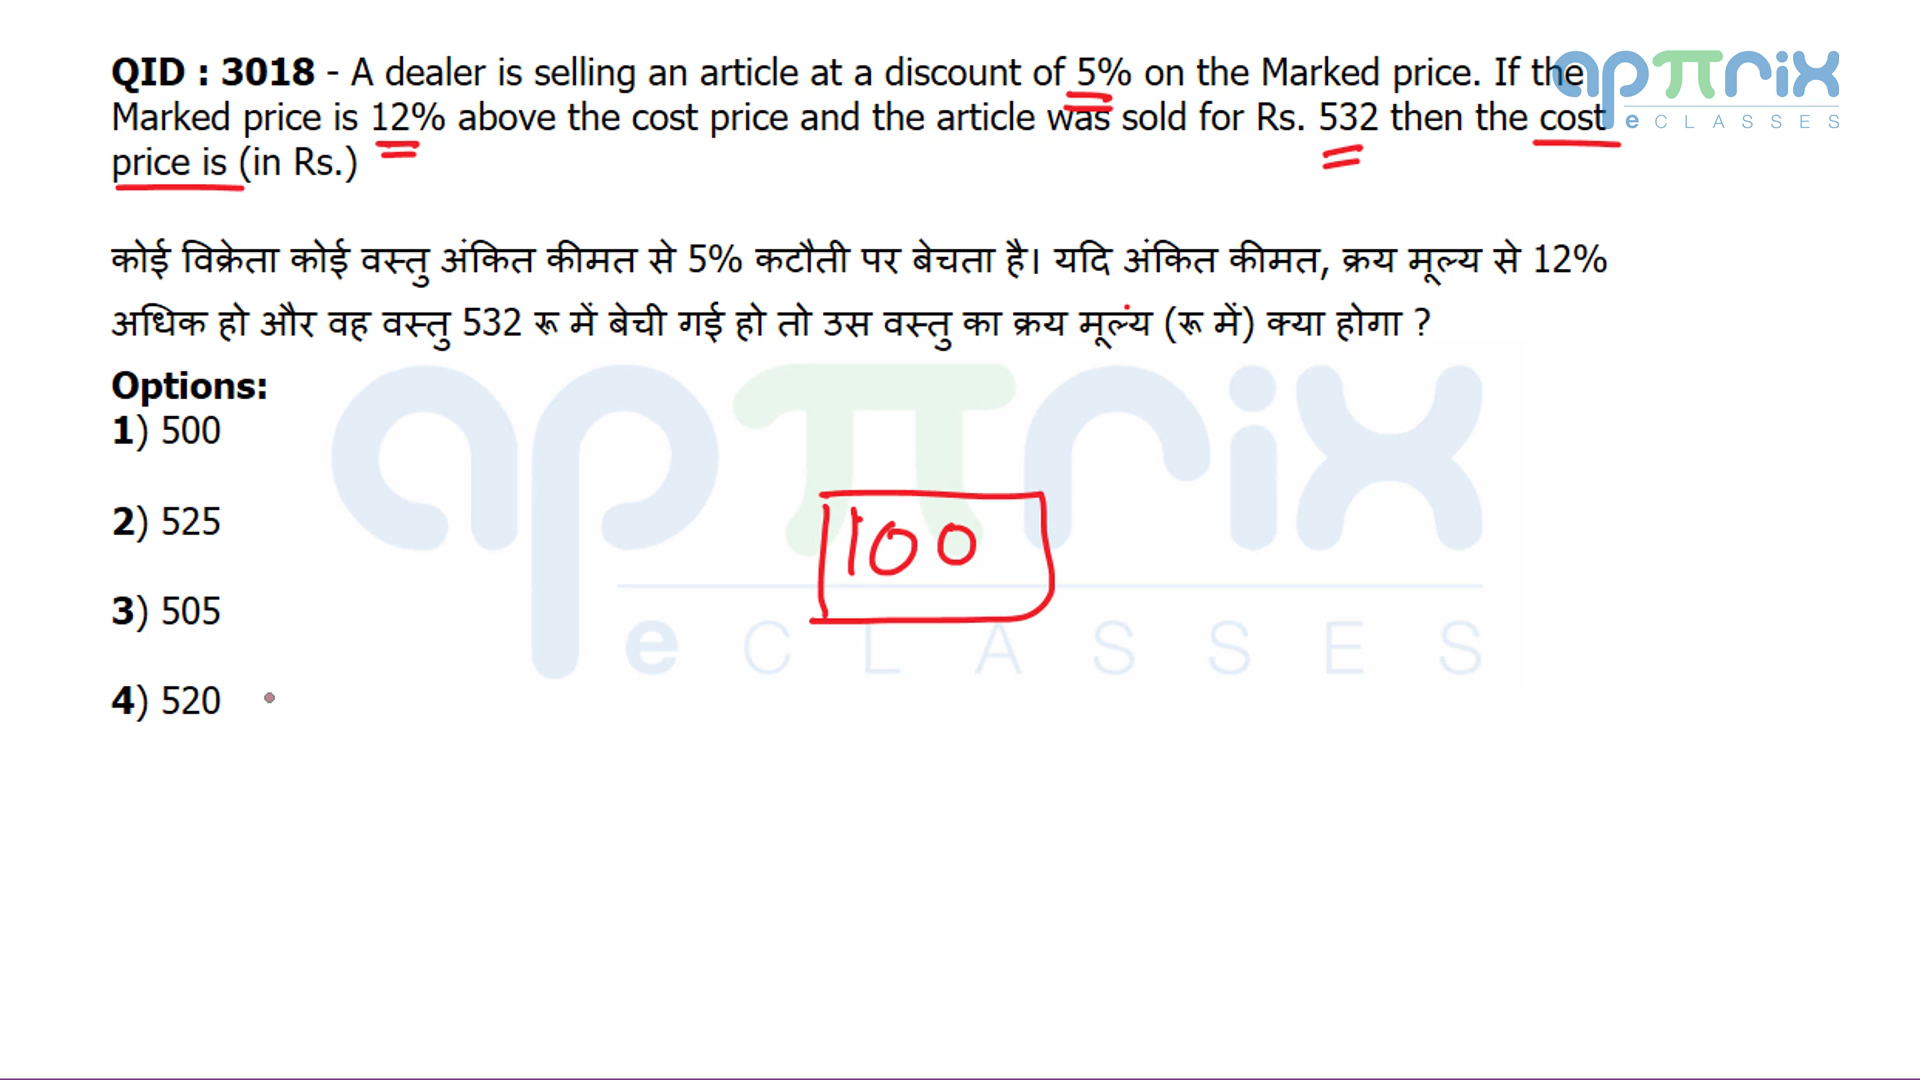 QID : 3018 - A dealer is selling an article at a discount of 5% on the Marked price. If the
Marked price is 12% above the cost price and the article was sold for Rs. 532 then the cost
price is (in Rs.)
कोई विक्रेता कोई वस्तु अंकित कीमत से 5% कटौती पर बेचता है। यदि अंकित कीमत, क्रय मूल्य से 12%
अधिक हो और वह वस्तु 532 रू में बेची गई हो तो उस वस्तु का क्रय मूल्य (रू में) क्या होगा ?
Options:
1) 500
2) 525
3) 505
4) 520
100
apπrix
eCLASSES
apπrix
eCLASSES